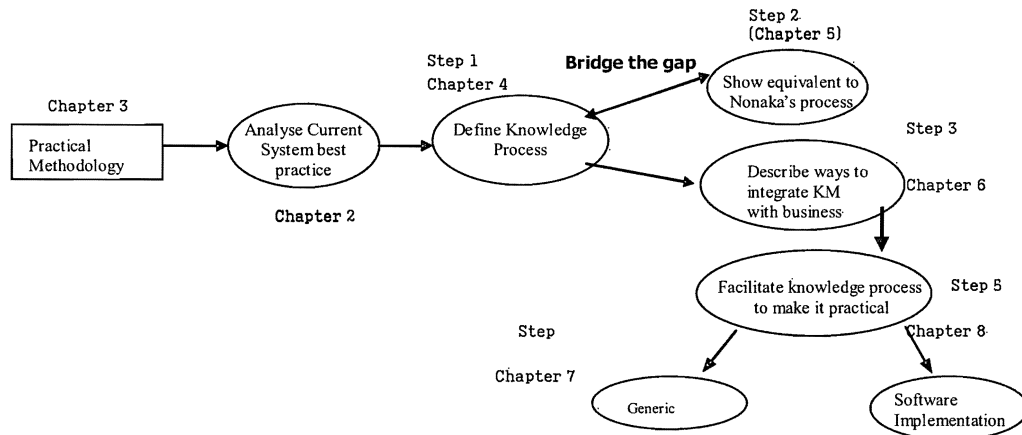 Step 2
(Chapter 5)
Step 1
Chapter 4
Bridge the gap
Show equivalent to
Nonaka's process
Chapter 3
Practical
Methodology
Analyse Current
System best
practice
Chapter 2
Define Knowledge
Process
Step 3
Chapter 6
Describe ways to
integrate KM
with business
Facilitate knowledge process
to make it practical
Step 5
Chapter 8
Step
Chapter 7
Generic
Software
Implementation